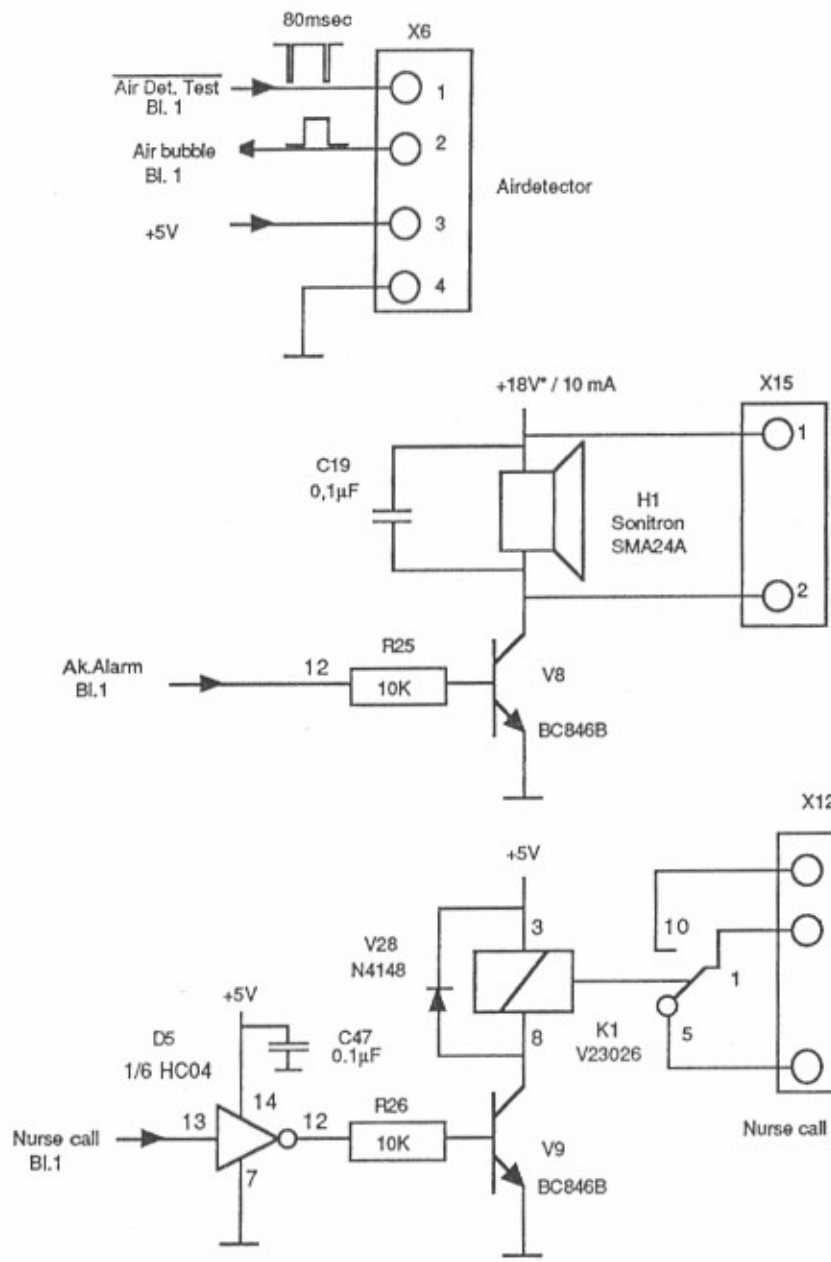 80msec
X6
Air Det. Test
Bl. 1
1
Air bubble
Bl. 1
2
Airdetector
+5V
3
4
+18V* / 10 mA
X15
1
C19
0,1µF
H1
Sonitron
SMA24A
2
R25
Ak.Alarm
Bl.1
12
10K
V8
BC846B
X12
+5V
10
V28
N4148
3
1
+5V
K1
V23026
5
8
D5
1/6 HC04
C47
0.1µF
14
R26
13
12
Nurse call
Bl.1
10K
V9
Nurse call
7
BC846B